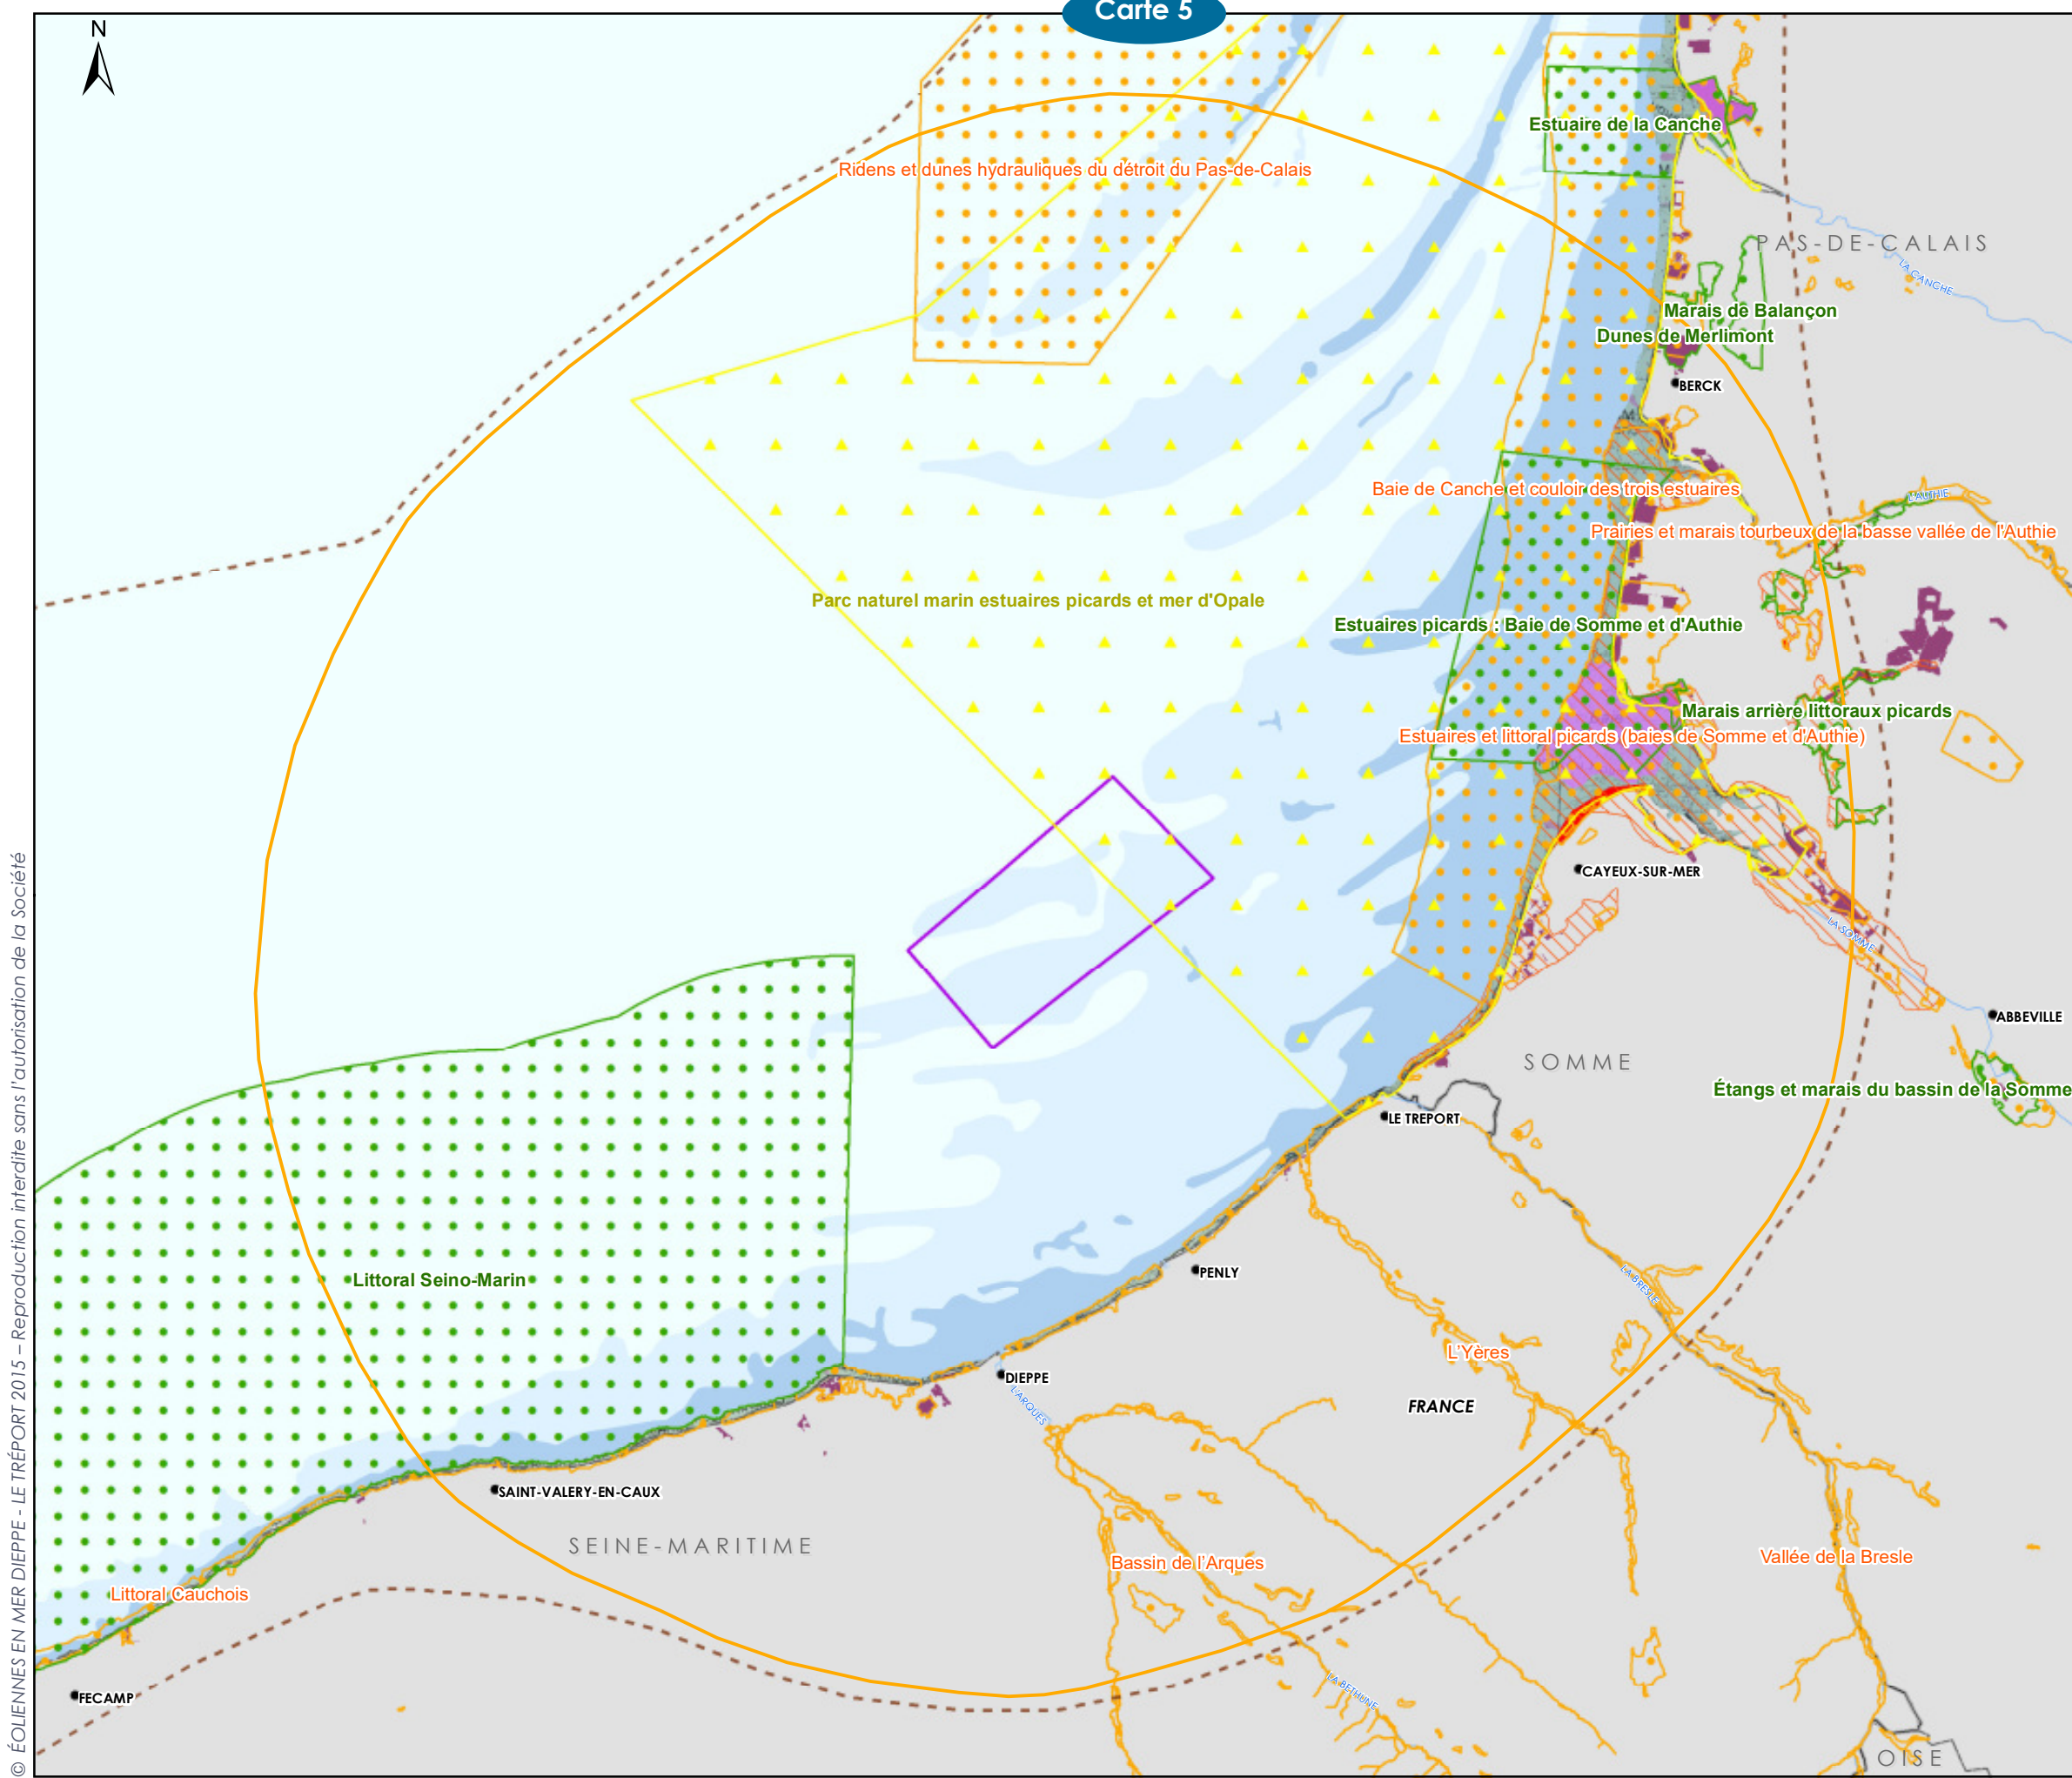 Carte 5
N
Estuaire de la Canche
Ridens et dunes hydrauliques du détroit du Pas-de-Calais
PAS-DE-CALAIS
LA CANCHE
Marais de Balançon
Dunes de Merlimont
BERCK
Baie de Canche et couloir des trois estuaires
L'AUTHIE
Prairies et marais tourbeux de la basse vallée de l'Authie
Parc naturel marin estuaires picards et mer d'Opale
Estuaires picards : Baie de Somme et d'Authie
Marais arrière littoraux picards
Estuaires et littoral picards (baies de Somme et d'Authie)
CAYEUX-SUR-MER
LA SOMME
ABBEVILLE
SOMME
Étangs et marais du bassin de la Somme
LE TREPORT
PENLY
LA BRESLE
Littoral Seino-Marin
L'Yères
DIEPPE
L'ARQUES
FRANCE
SAINT-VALERY-EN-CAUX
SEINE-MARITIME
Bassin de l'Arques
Vallée de la Bresle
Littoral Cauchois
LA BETHUNE
FECAMP
OISE
© ÉOLIENNES EN MER DIEPPE - LE TRÉPORT 2015 – Reproduction interdite sans l'autorisation de la Société